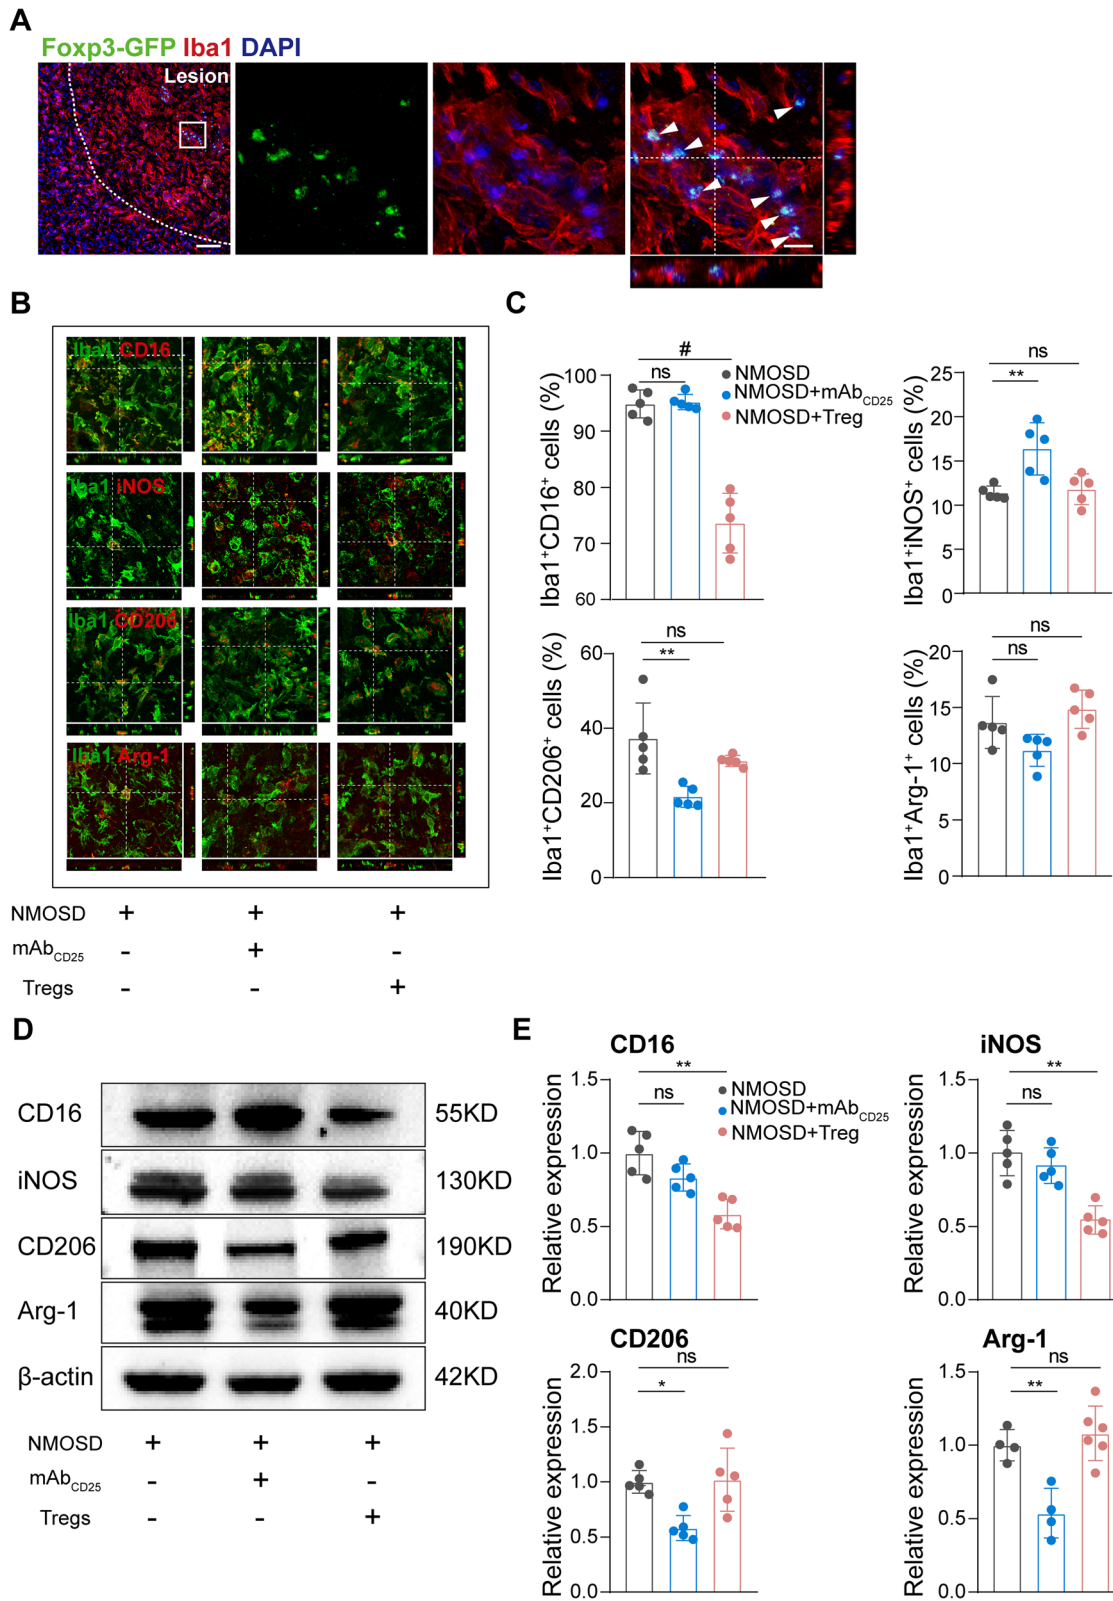 A
Foxp3-GFP Iba1 DAPI
Lesion
B
Iba1 CD16
Iba1 iNOS
Iba1 CD206
Iba1 Arg-1
NMOSD + + +
mAbCD25 - + -
Tregs - - +
C
Iba1+CD16+ cells (%)
100
90
80
70
60
#
ns
NMOSD
NMOSD+mAbCD25
NMOSD+Treg
Iba1+iNOS+ cells (%)
25
20
15
10
5
0
ns
**
Iba1+CD206+ cells (%)
60
40
20
0
ns
**
Iba1+Arg-1+ cells (%)
20
15
10
5
0
ns
ns
D
CD16 55KD
iNOS 130KD
CD206 190KD
Arg-1 40KD
β-actin 42KD
NMOSD + + +
mAbCD25 - + -
Tregs - - +
E
CD16
Relative expression
1.5
1.0
0.5
0.0
**
ns
NMOSD
NMOSD+mAbCD25
NMOSD+Treg
iNOS
Relative expression
1.5
1.0
0.5
0.0
**
ns
CD206
Relative expression
2.0
1.5
1.0
0.5
0.0
ns
*
Arg-1
Relative expression
1.5
1.0
0.5
0.0
ns
**